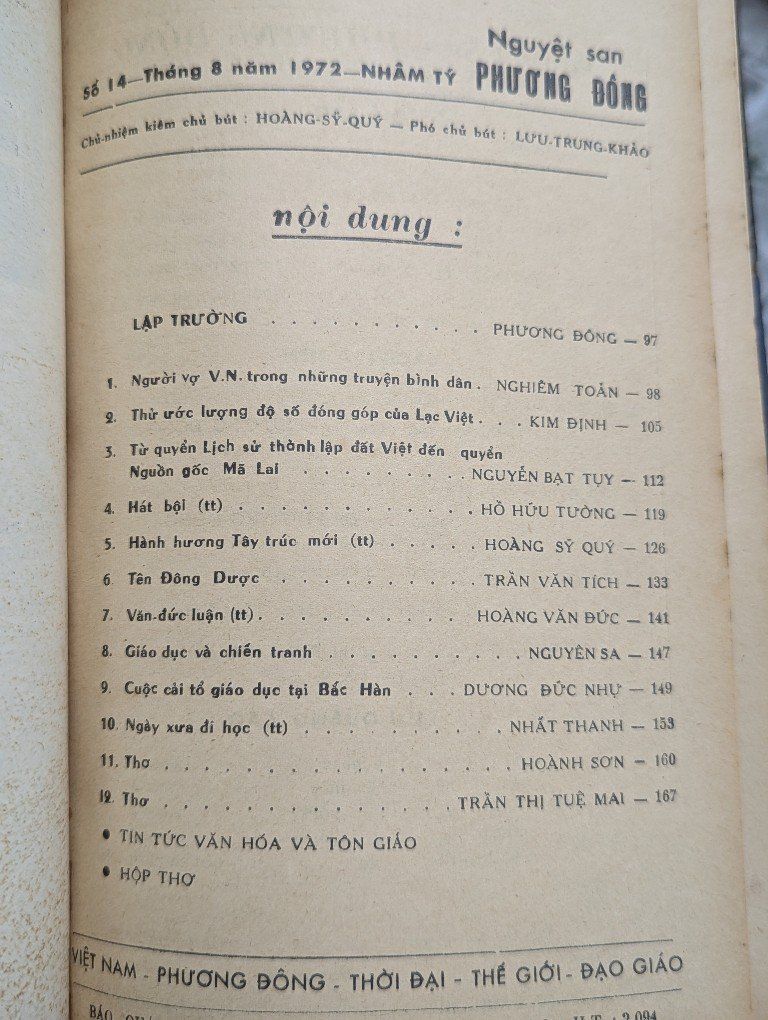 Nguyệt san
Số 14—Tháng 8 năm 1972—NHÂM TÝ PHƯƠNG ĐÔNG
Chủ-nhiệm kiêm chủ bút : HOÀNG-SỸ-QUÝ — Phó chủ bút : LƯU-TRUNG-KHẢO
nội dung :
LẬP TRƯỜNG . . . . . . . . . . . PHƯƠNG ĐÔNG — 97
1. Người vợ V.N. trong những truyện bình dân . NGHIÊM TOẢN — 98
2. Thử ước lượng độ số đóng góp của Lạc Việt . . . KIM ĐỊNH — 105
3. Từ quyển Lịch sử thành lập đất Việt đến quyển
Nguồn gốc Mã Lai . . . . . . . . NGUYỄN BẠT TỤY — 112
4. Hát bội (tt) . . . . . . . . . . . . HỒ HỮU TƯỜNG — 119
5. Hành hương Tây trúc mới (tt) . . . . . HOÀNG SỸ QUÝ — 126
6. Tên Đông Dược . . . . . . . . . . TRẦN VĂN TÍCH — 133
7. Văn-đức luận (tt) . . . . . . . . . . . HOÀNG VĂN ĐỨC — 141
8. Giáo dục và chiến tranh . . . . . . . . . . NGUYÊN SA — 147
9. Cuộc cải tổ giáo dục tại Bắc Hàn . . . DƯƠNG ĐỨC NHỰ — 149
10. Ngày xưa đi học (tt) . . . . . . . . . . NHẤT THANH — 153
11. Thơ . . . . . . . . . . . . . . . . . . HOÀNH SƠN — 160
12. Thơ . . . . . . . . . . . . . . . TRẦN THỊ TUỆ MAI — 167
• TIN TỨC VĂN HÓA VÀ TÔN GIÁO
• HỘP THƠ
VIỆT NAM - PHƯƠNG ĐÔNG - THỜI ĐẠI - THẾ GIỚI - ĐẠO GIÁO
BÁO 2.094